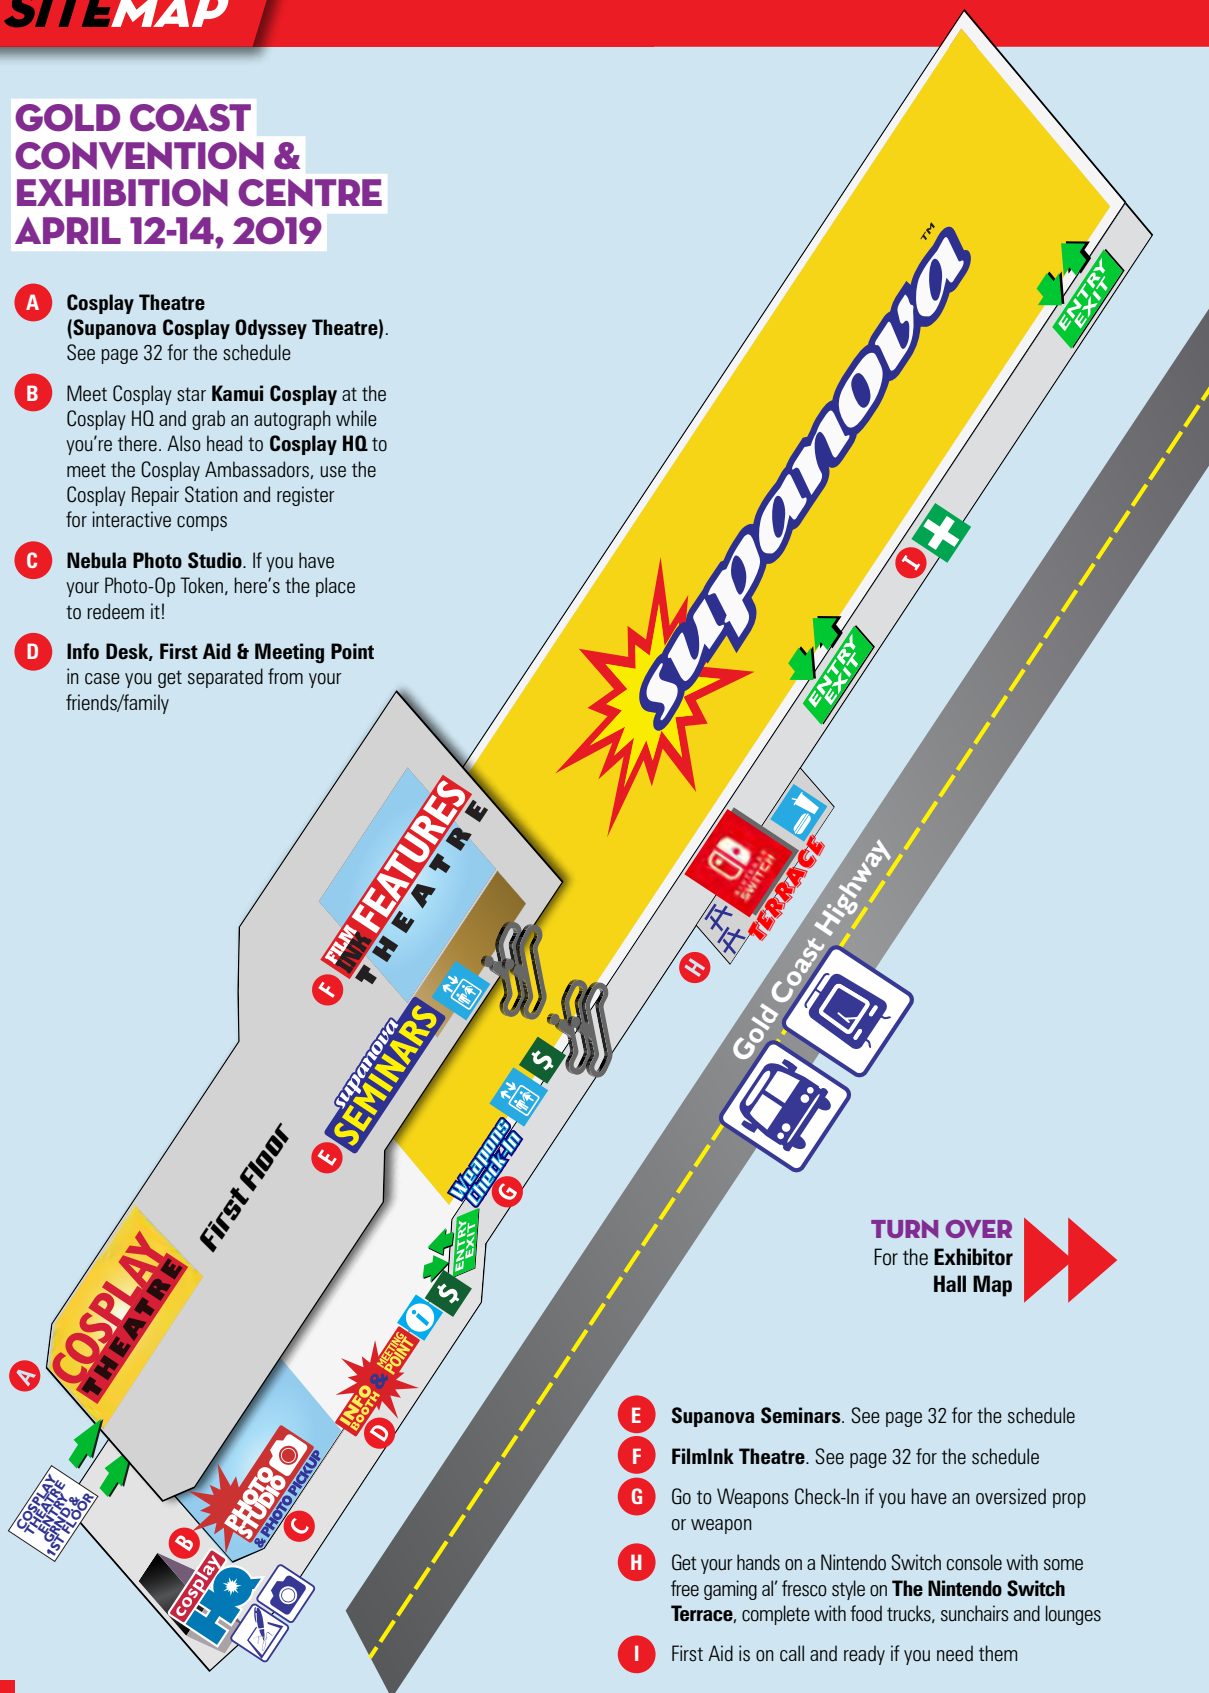 SITEMAP
GOLD COAST
CONVENTION &
EXHIBITION CENTRE
APRIL 12-14, 2019
A Cosplay Theatre
(Supanova Cosplay Odyssey Theatre).
See page 32 for the schedule
B Meet Cosplay star Kamui Cosplay at the
Cosplay HQ and grab an autograph while
you're there. Also head to Cosplay HQ to
meet the Cosplay Ambassadors, use the
Cosplay Repair Station and register
for interactive comps
C Nebula Photo Studio. If you have
your Photo-Op Token, here's the place
to redeem it!
D Info Desk, First Aid & Meeting Point
in case you get separated from your
friends/family
supanova™
ENTRY
EXIT
I
ENTRY
EXIT
NINTENDO
SWITCH
TERRACE
H
Gold Coast Highway
FILM
INK
FEATURES
THEATRE
F
supanova
SEMINARS
E
$
Weapons
Check-In
G
First Floor
ENTRY
EXIT
$
i
COSPLAY
THEATRE
A
INFO
BOOTH
&
MEETING
POINT
D
PHOTO
STUDIO
& PHOTO PICKUP
C
COSPLAY
THEATRE
ENTRY
GRN'D &
1ST FLOOR
B
cosplay
HQ
TURN OVER
For the Exhibitor
Hall Map
E Supanova Seminars. See page 32 for the schedule
F FilmInk Theatre. See page 32 for the schedule
G Go to Weapons Check-In if you have an oversized prop
or weapon
H Get your hands on a Nintendo Switch console with some
free gaming al' fresco style on The Nintendo Switch
Terrace, complete with food trucks, sunchairs and lounges
I First Aid is on call and ready if you need them